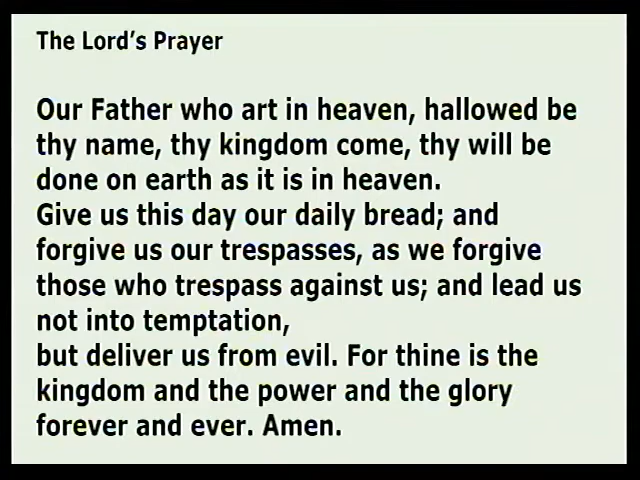 The Lord's Prayer
Our Father who art in heaven, hallowed be
thy name, thy kingdom come, thy will be
done on earth as it is in heaven.
Give us this day our daily bread; and
forgive us our trespasses, as we forgive
those who trespass against us; and lead us
not into temptation,
but deliver us from evil. For thine is the
kingdom and the power and the glory
forever and ever. Amen.